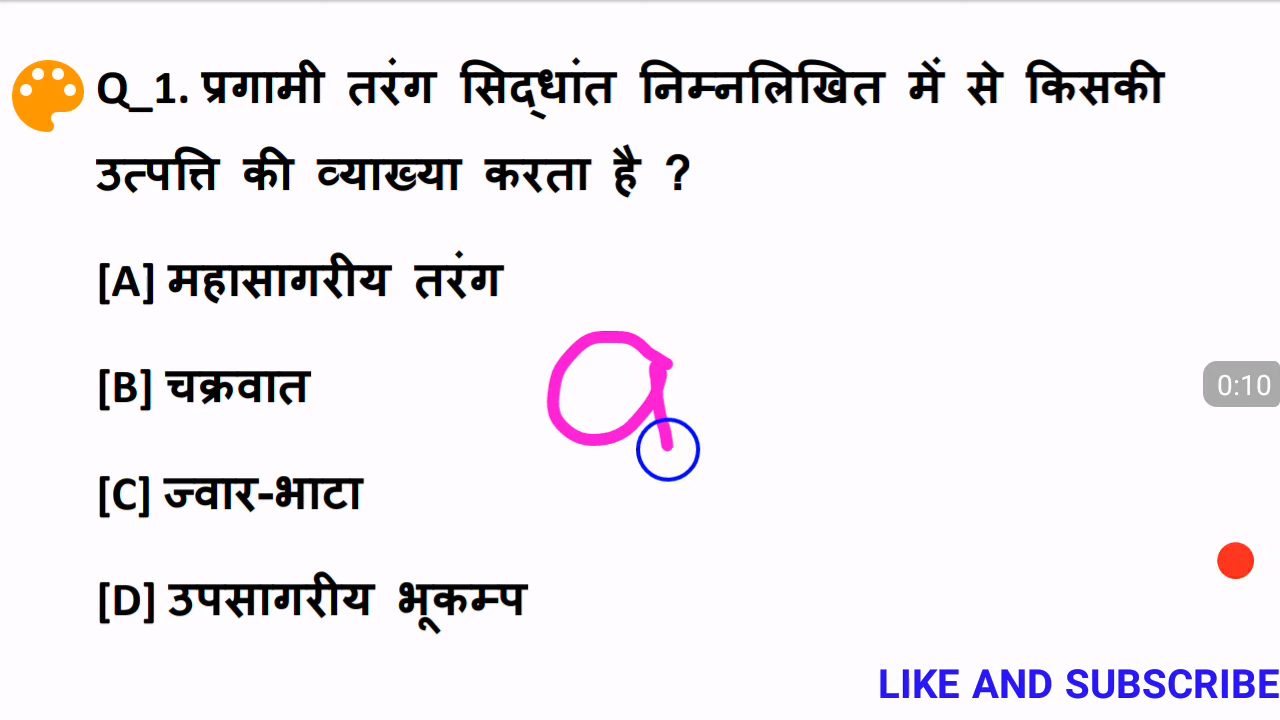 Q_1. प्रगामी तरंग सिद्धांत निम्नलिखित में से किसकी
उत्पत्ति की व्याख्या करता है ?
[A] महासागरीय तरंग
[B] चक्रवात
a
0:10
[C] ज्वार-भाटा
[D] उपसागरीय भूकम्प
LIKE AND SUBSCRIBE